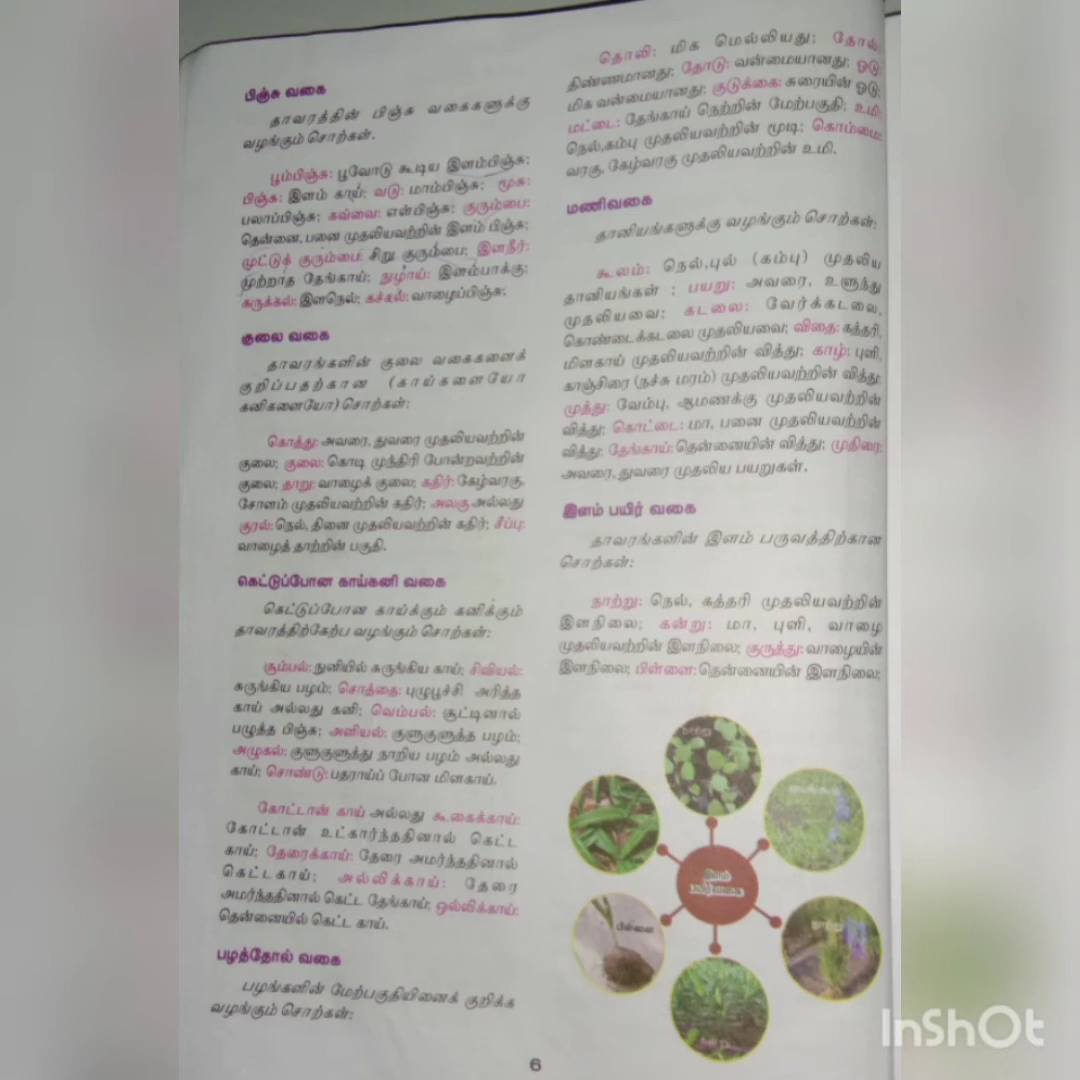 பிஞ்சு வகை
தாவரத்தின் பிஞ்சு வகைகளுக்கு
வழங்கும் சொற்கள்.
பூம்பிஞ்சு: பூவோடு கூடிய இளம்பிஞ்சு;
பிஞ்சு: இளம் காய்; வடு: மாம்பிஞ்சு; மூசு:
பலாப்பிஞ்சு; கவ்வை: எள்பிஞ்சு; குரும்பை:
தென்னை, பனை முதலியவற்றின் இளம் பிஞ்சு;
முட்டுக் குரும்பை: சிறு குரும்பை; இளநீர்:
முற்றாத தேங்காய்; நுழாய்: இளம்பாக்கு;
கருக்கல்: இளநெல்; கச்சல்: வாழைப்பிஞ்சு.
குலை வகை
தாவரங்களின் குலை வகைகளைக்
குறிப்பதற்கான (காய்களையோ
கனிகளையோ) சொற்கள்:
கொத்து: அவரை, துவரை முதலியவற்றின்
குலை; குலை: கொடி முந்திரி போன்றவற்றின்
குலை; தாறு: வாழைக் குலை; கதிர்: கேழ்வரகு,
சோளம் முதலியவற்றின் கதிர்; அலகு அல்லது
குரல்: நெல், தினை முதலியவற்றின் கதிர்; சீப்பு:
வாழைத் தாற்றின் பகுதி.
கெட்டுப்போன காய்கனி வகை
கெட்டுப்போன காய்க்கும் கனிக்கும்
தாவரத்திற்கேற்ப வழங்கும் சொற்கள்:
சூம்பல்: நுனியில் சுருங்கிய காய்; சிவியல்:
சுருங்கிய பழம்; சொத்தை: புழுபூச்சி அரித்த
காய் அல்லது கனி; வெம்பல்: சூட்டினால்
பழுத்த பிஞ்சு; அளியல்: குளுகுளுத்த பழம்;
அழுகல்: குளுகுளுத்து நாறிய பழம் அல்லது
காய்; சொண்டு: பதராய்ப் போன மிளகாய்.
கோட்டான் காய் அல்லது கூகைக்காய்:
கோட்டான் உட்கார்ந்ததினால் கெட்ட
காய்; தேரைக்காய்: தேரை அமர்ந்ததினால்
கெட்டகாய்; அல்லிக்காய்: தேரை
அமர்ந்ததினால் கெட்ட தேங்காய்; ஒல்லிக்காய்:
தென்னையில் கெட்ட காய்.
பழத்தோல் வகை
பழங்களின் மேற்பகுதியினைக் குறிக்க
வழங்கும் சொற்கள்:
தொலி: மிக மெல்லியது; தோல்:
திண்ணமானது; தோடு: வன்மையானது; ஓடு:
மிக வன்மையானது; குடுக்கை: சுரையின் ஓடு;
மட்டை: தேங்காய் நெற்றின் மேற்பகுதி; உமி:
நெல்,கம்பு முதலியவற்றின் மூடி; கொம்மை:
வரகு, கேழ்வரகு முதலியவற்றின் உமி.
மணிவகை
தானியங்களுக்கு வழங்கும் சொற்கள்:
கூலம்: நெல்,புல் (கம்பு) முதலிய
தானியங்கள் : பயறு: அவரை, உளுந்து
முதலியவை; கடலை: வேர்க்கடலை,
கொண்டைக்கடலை முதலியவை; விதை: கத்தரி,
மிளகாய் முதலியவற்றின் வித்து; காழ்: புளி,
காஞ்சிரை (நச்சு மரம்) முதலியவற்றின் வித்து;
முத்து: வேம்பு, ஆமணக்கு முதலியவற்றின்
வித்து; கொட்டை: மா, பனை முதலியவற்றின்
வித்து; தேங்காய்: தென்னையின் வித்து; முதிரை:
அவரை, துவரை முதலிய பயறுகள்.
இளம் பயிர் வகை
தாவரங்களின் இளம் பருவத்திற்கான
சொற்கள்:
நாற்று: நெல், கத்தரி முதலியவற்றின்
இளநிலை; கன்று: மா, புளி, வாழை
முதலியவற்றின் இளநிலை; குருத்து: வாழையின்
இளநிலை; பிள்ளை: தென்னையின் இளநிலை;
நாற்று
இளம்
பயிர்வகை
பிள்ளை
6
InShOt